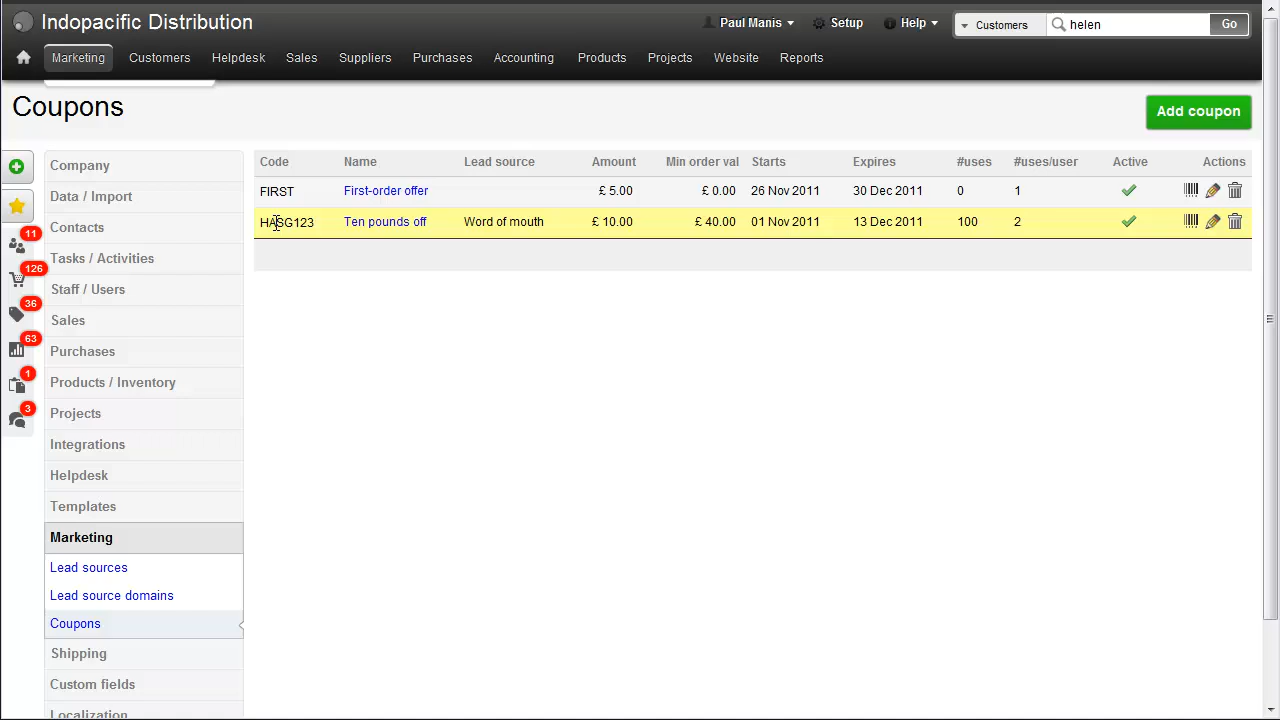 Indopacific Distribution
Paul Manis Setup Help Customers helen Go
Marketing Customers Helpdesk Sales Suppliers Purchases Accounting Products Projects Website Reports
Coupons
Add coupon
11
126
36
63
1
3
Company
Data / Import
Contacts
Tasks / Activities
Staff / Users
Sales
Purchases
Products / Inventory
Projects
Integrations
Helpdesk
Templates
Marketing
Lead sources
Lead source domains
Coupons
Shipping
Custom fields
Localization
Code Name Lead source Amount Min order val Starts Expires #uses #uses/user Active Actions
FIRST First-order offer £ 5.00 £ 0.00 26 Nov 2011 30 Dec 2011 0 1
HASG123 Ten pounds off Word of mouth £ 10.00 £ 40.00 01 Nov 2011 13 Dec 2011 100 2